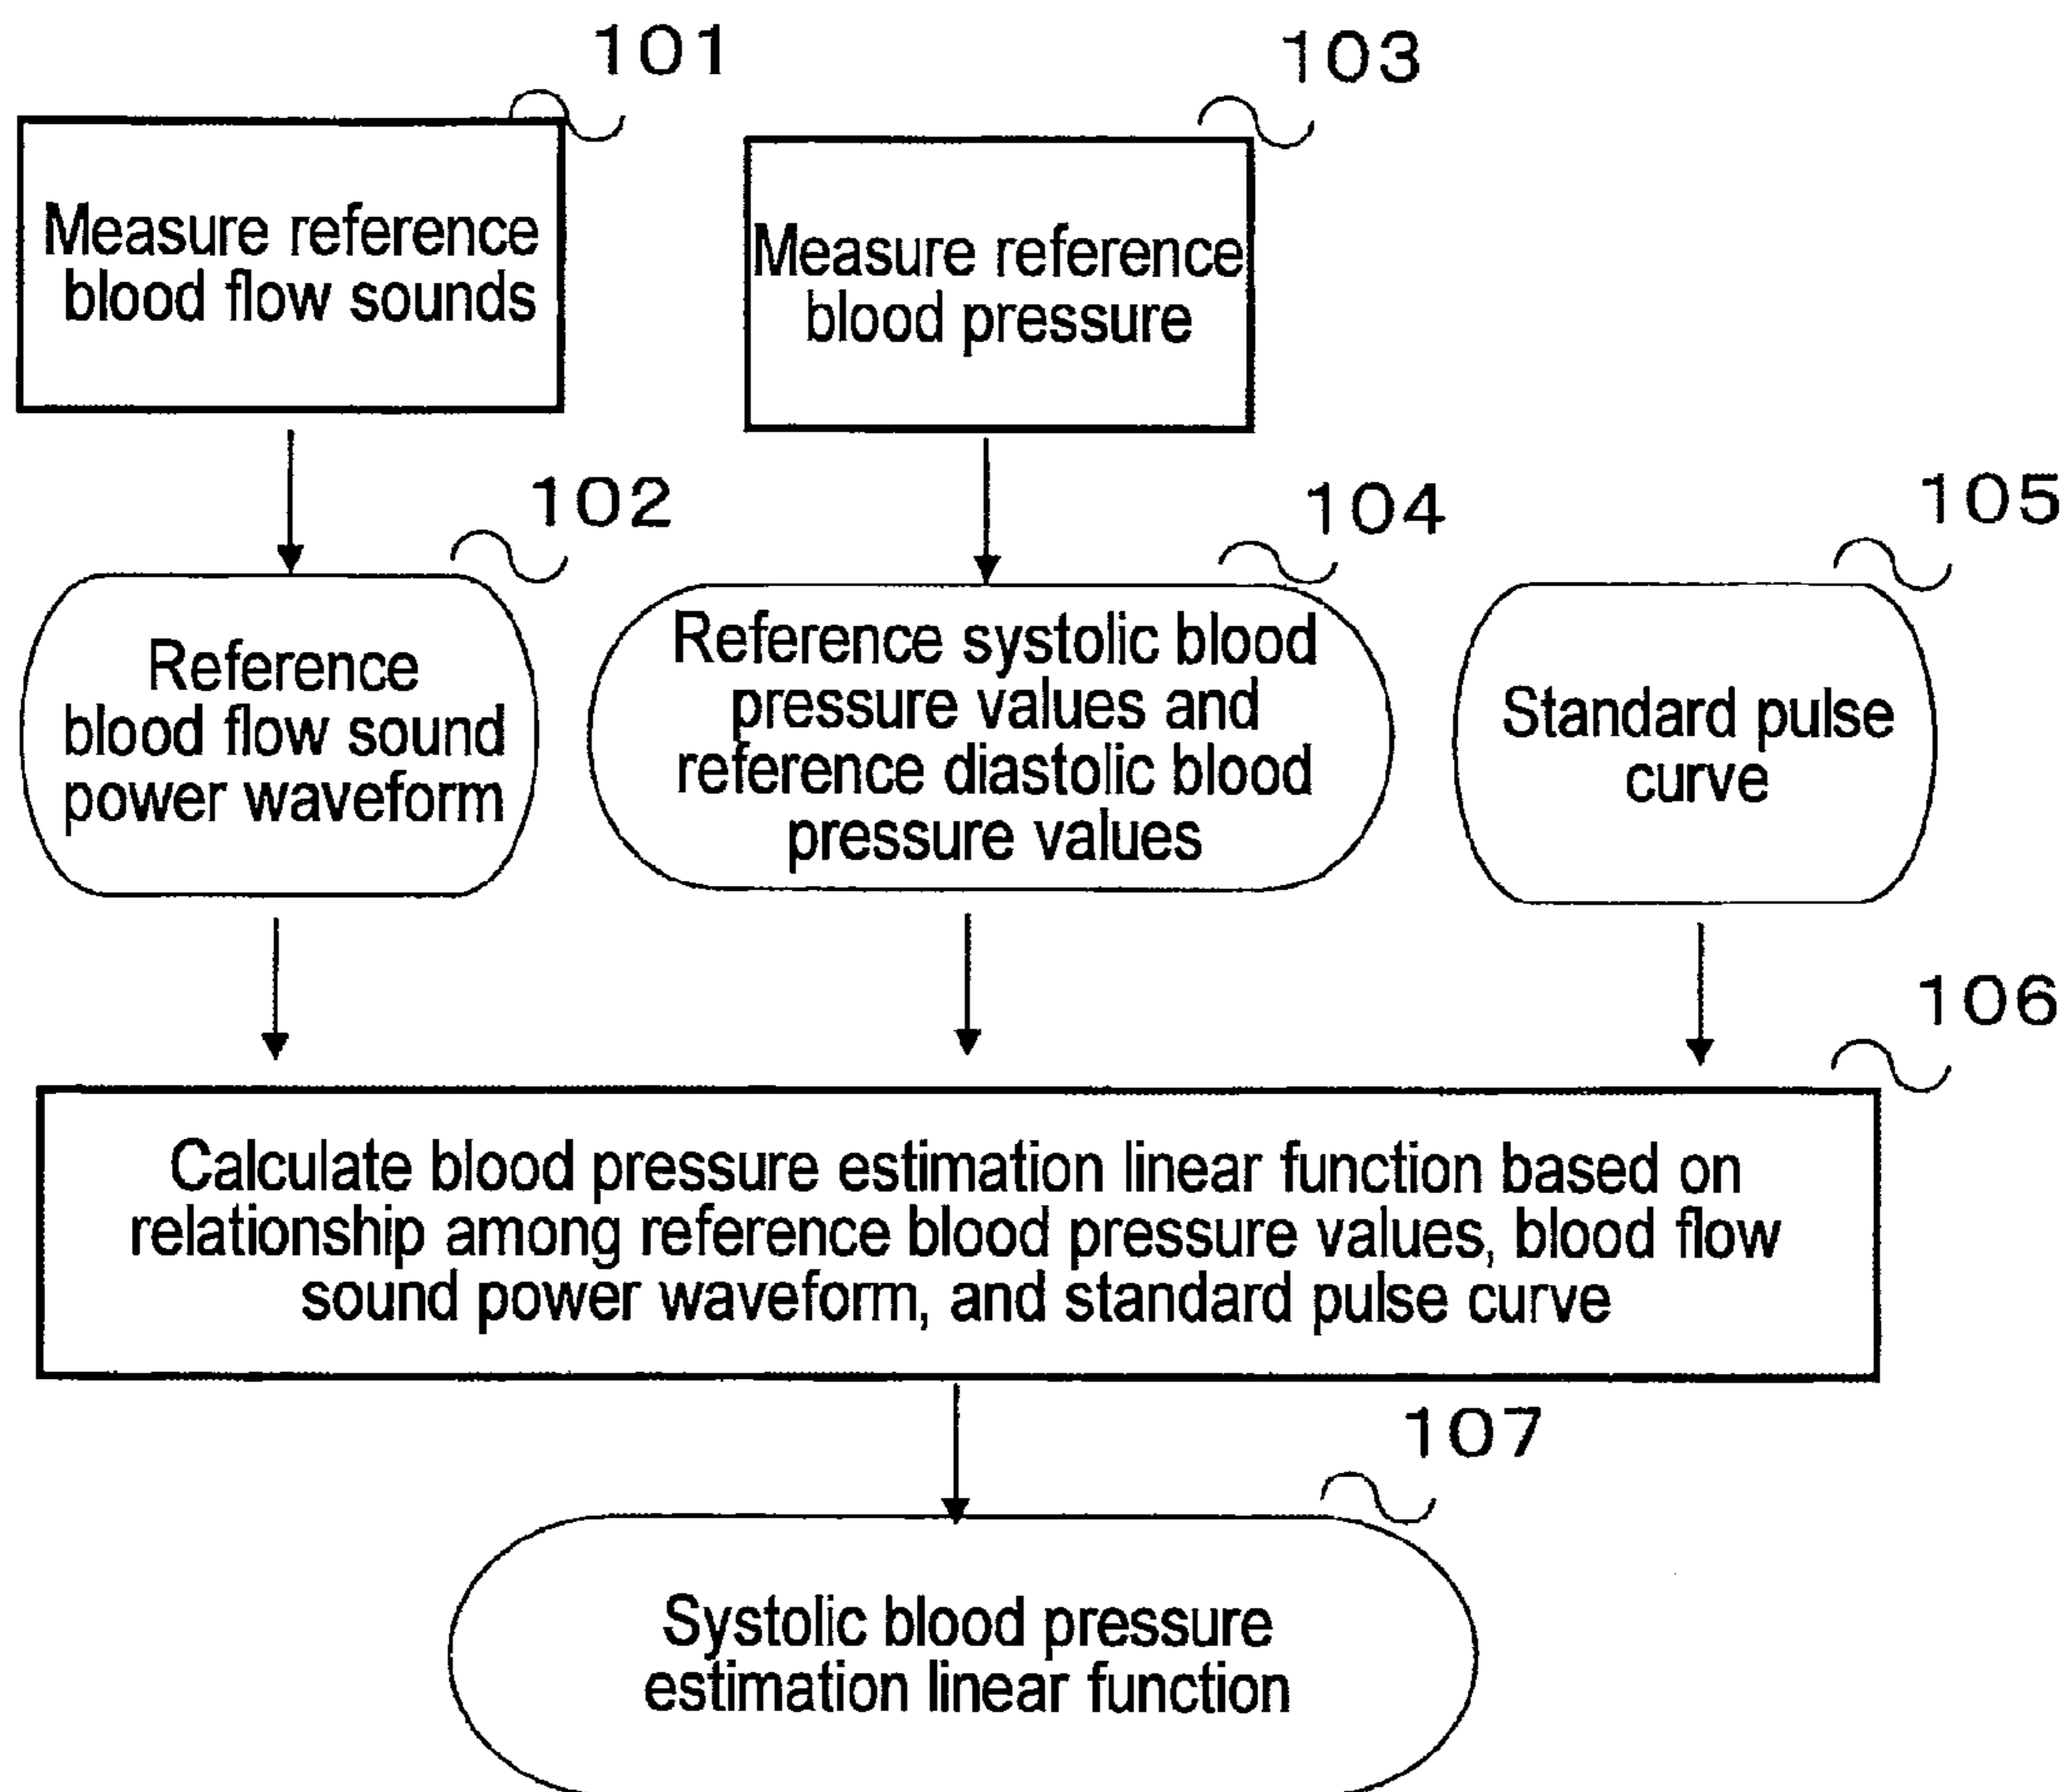 101
103
Measure reference
blood flow sounds
Measure reference
blood pressure
102
104
105
Reference
blood flow sound
power waveform
Reference systolic blood
pressure values and
reference diastolic blood
pressure values
Standard pulse
curve
106
Calculate blood pressure estimation linear function based on
relationship among reference blood pressure values, blood flow
sound power waveform, and standard pulse curve
107
Systolic blood pressure
estimation linear function